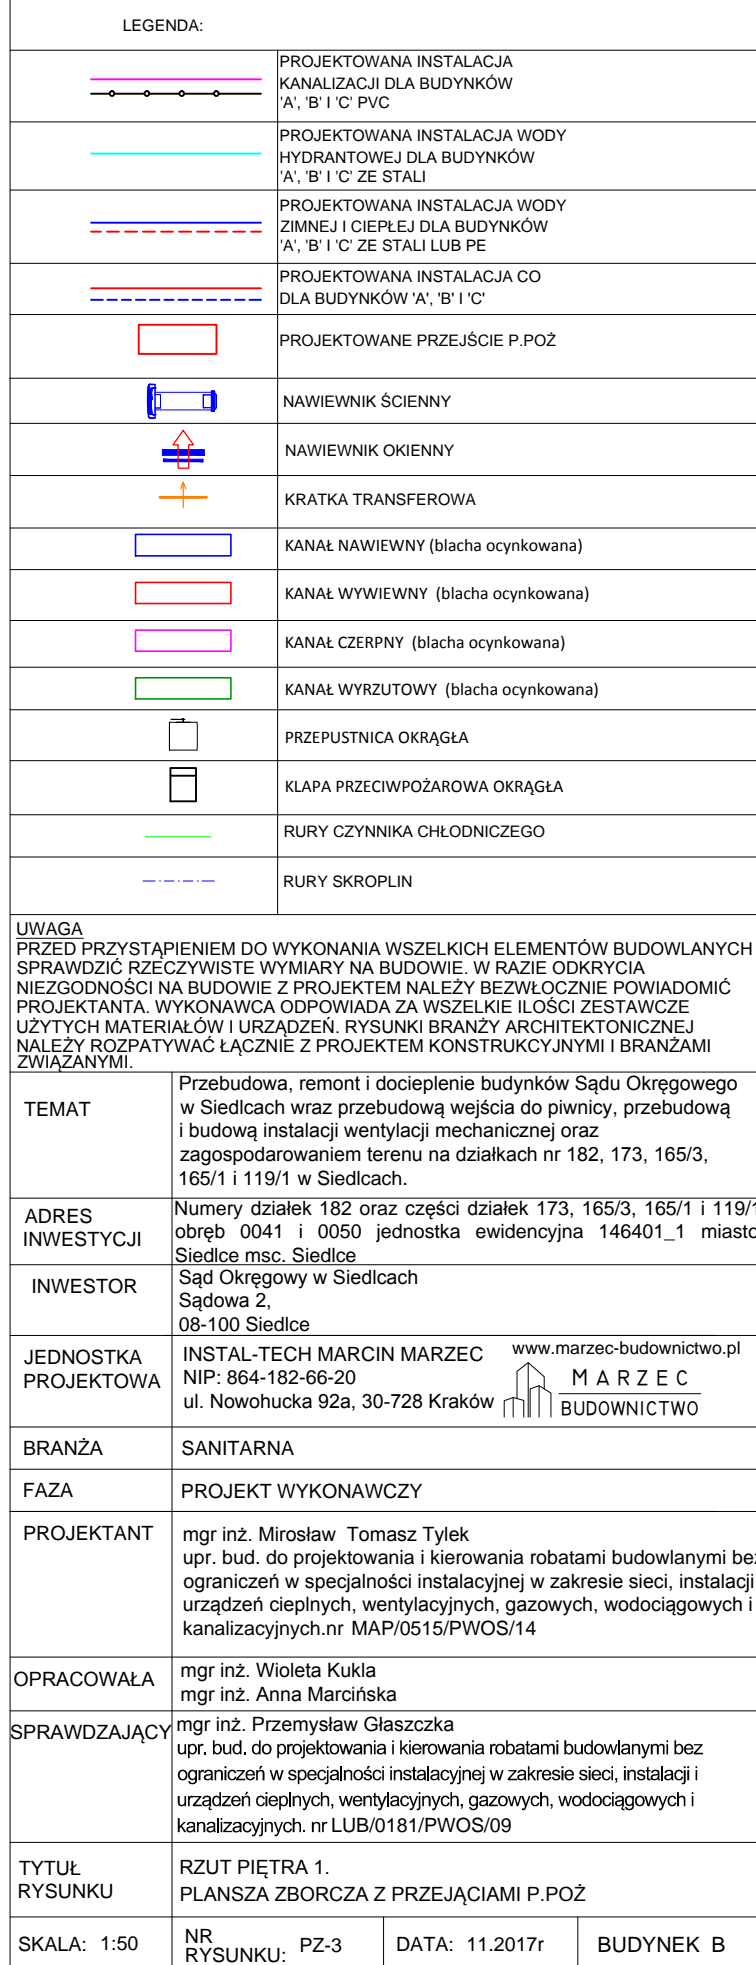 LEGENDA:
PROJEKTOWANA INSTALACJA
KANALIZACJI DLA BUDYNKÓW
'A', 'B' I 'C' PVC
PROJEKTOWANA INSTALACJA WODY
HYDRANTOWEJ DLA BUDYNKÓW
'A', 'B' I 'C' ZE STALI
PROJEKTOWANA INSTALACJA WODY
ZIMNEJ I CIEPŁEJ DLA BUDYNKÓW
'A', 'B' I 'C' ZE STALI LUB PE
PROJEKTOWANA INSTALACJA CO
DLA BUDYNKÓW 'A', 'B' I 'C'
PROJEKTOWANE PRZEJŚCIE P.POŻ
NAWIEWNIK ŚCIENNY
NAWIEWNIK OKIENNY
KRATKA TRANSFEROWA
KANAŁ NAWIEWNY (blacha ocynkowana)
KANAŁ WYWIEWNY (blacha ocynkowana)
KANAŁ CZERPNY (blacha ocynkowana)
KANAŁ WYRZUTOWY (blacha ocynkowana)
PRZEPUSTNICA OKRĄGŁA
KLAPA PRZECIWPOŻAROWA OKRĄGŁA
RURY CZYNNIKA CHŁODNICZEGO
RURY SKROPLIN
UWAGA
PRZED PRZYSTĄPIENIEM DO WYKONANIA WSZELKICH ELEMENTÓW BUDOWLANYCH
SPRAWDZIĆ RZECZYWISTE WYMIARY NA BUDOWIE. W RAZIE ODKRYCIA
NIEZGODNOŚCI NA BUDOWIE Z PROJEKTEM NALEŻY BEZWŁOCZNIE POWIADOMIĆ
PROJEKTANTA. WYKONAWCA ODPOWIADA ZA WSZELKIE ILOŚCI ZESTAWCZE
UŻYTYCH MATERIAŁÓW I URZĄDZEŃ. RYSUNKI BRANŻY ARCHITEKTONICZNEJ
NALEŻY ROZPATYWAĆ ŁĄCZNIE Z PROJEKTEM KONSTRUKCYJNYMI I BRANŻAMI
ZWIĄZANYMI.
TEMAT
Przebudowa, remont i docieplenie budynków Sądu Okręgowego
w Siedlcach wraz przebudową wejścia do piwnicy, przebudową
i budową instalacji wentylacji mechanicznej oraz
zagospodarowaniem terenu na działkach nr 182, 173, 165/3,
165/1 i 119/1 w Siedlcach.
ADRES
INWESTYCJI
Numery działek 182 oraz części działek 173, 165/3, 165/1 i 119/1
obręb 0041 i 0050 jednostka ewidencyjna 146401_1 miasto
Siedlce msc. Siedlce
INWESTOR
Sąd Okręgowy w Siedlcach
Sądowa 2,
08-100 Siedlce
JEDNOSTKA
PROJEKTOWA
INSTAL-TECH MARCIN MARZEC
NIP: 864-182-66-20
ul. Nowohucka 92a, 30-728 Kraków
www.marzec-budownictwo.pl
MARZEC
BUDOWNICTWO
BRANŻA
SANITARNA
FAZA
PROJEKT WYKONAWCZY
PROJEKTANT
mgr inż. Mirosław Tomasz Tylek
upr. bud. do projektowania i kierowania robatami budowlanymi bez
ograniczeń w specjalności instalacyjnej w zakresie sieci, instalacji
urządzeń cieplnych, wentylacyjnych, gazowych, wodociągowych i
kanalizacyjnych.nr MAP/0515/PWOS/14
OPRACOWAŁA
mgr inż. Wioleta Kukla
mgr inż. Anna Marcińska
SPRAWDZAJĄCY
mgr inż. Przemysław Głaszczka
upr. bud. do projektowania i kierowania robatami budowlanymi bez
ograniczeń w specjalności instalacyjnej w zakresie sieci, instalacji i
urządzeń cieplnych, wentylacyjnych, gazowych, wodociągowych i
kanalizacyjnych. nr LUB/0181/PWOS/09
TYTUŁ
RYSUNKU
RZUT PIĘTRA 1.
PLANSZA ZBORCZA Z PRZEJĄCIAMI P.POŻ
SKALA: 1:50
NR
RYSUNKU: PZ-3
DATA: 11.2017r
BUDYNEK B